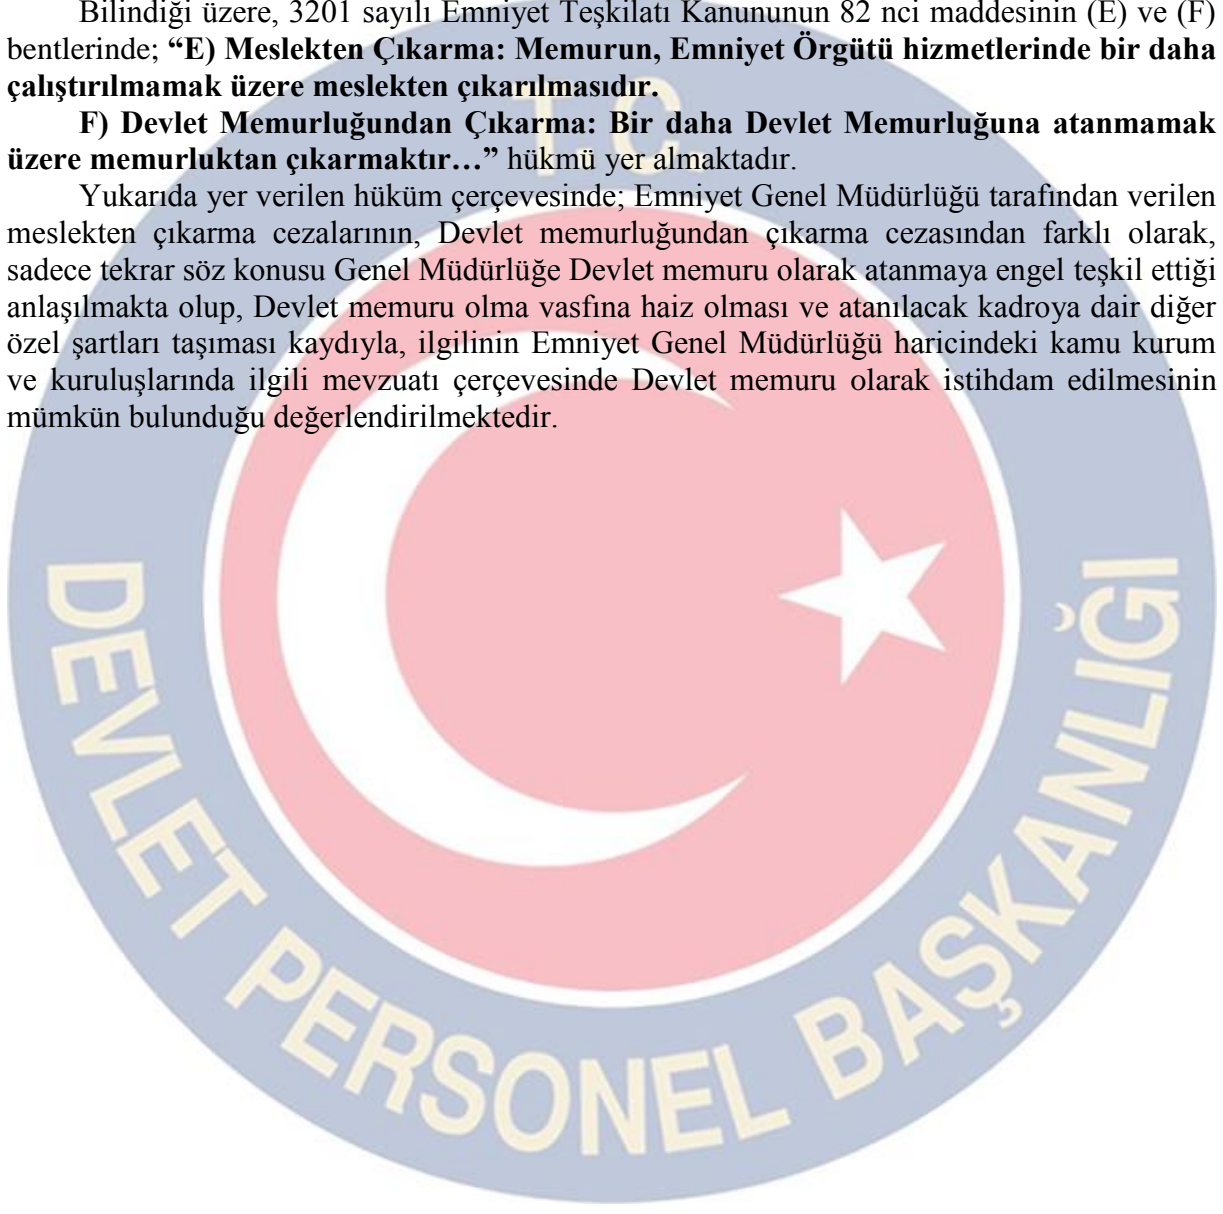 Bilindiği üzere, 3201 sayılı Emniyet Teşkilatı Kanununun 82 nci maddesinin (E) ve (F)
bentlerinde; “E) Meslekten Çıkarma: Memurun, Emniyet Örgütü hizmetlerinde bir daha
çalıştırılmamak üzere meslekten çıkarılmasıdır.
F) Devlet Memurluğundan Çıkarma: Bir daha Devlet Memurluğuna atanmamak
üzere memurluktan çıkarmaktır…” hükmü yer almaktadır.
Yukarıda yer verilen hüküm çerçevesinde; Emniyet Genel Müdürlüğü tarafından verilen
meslekten çıkarma cezalarının, Devlet memurluğundan çıkarma cezasından farklı olarak,
sadece tekrar söz konusu Genel Müdürlüğe Devlet memuru olarak atanmaya engel teşkil ettiği
anlaşılmakta olup, Devlet memuru olma vasfına haiz olması ve atanılacak kadroya dair diğer
özel şartları taşıması kaydıyla, ilgilinin Emniyet Genel Müdürlüğü haricindeki kamu kurum
ve kuruluşlarında ilgili mevzuatı çerçevesinde Devlet memuru olarak istihdam edilmesinin
mümkün bulunduğu değerlendirilmektedir.
T.C.
DEVLET PERSONEL BAŞKANLIĞI